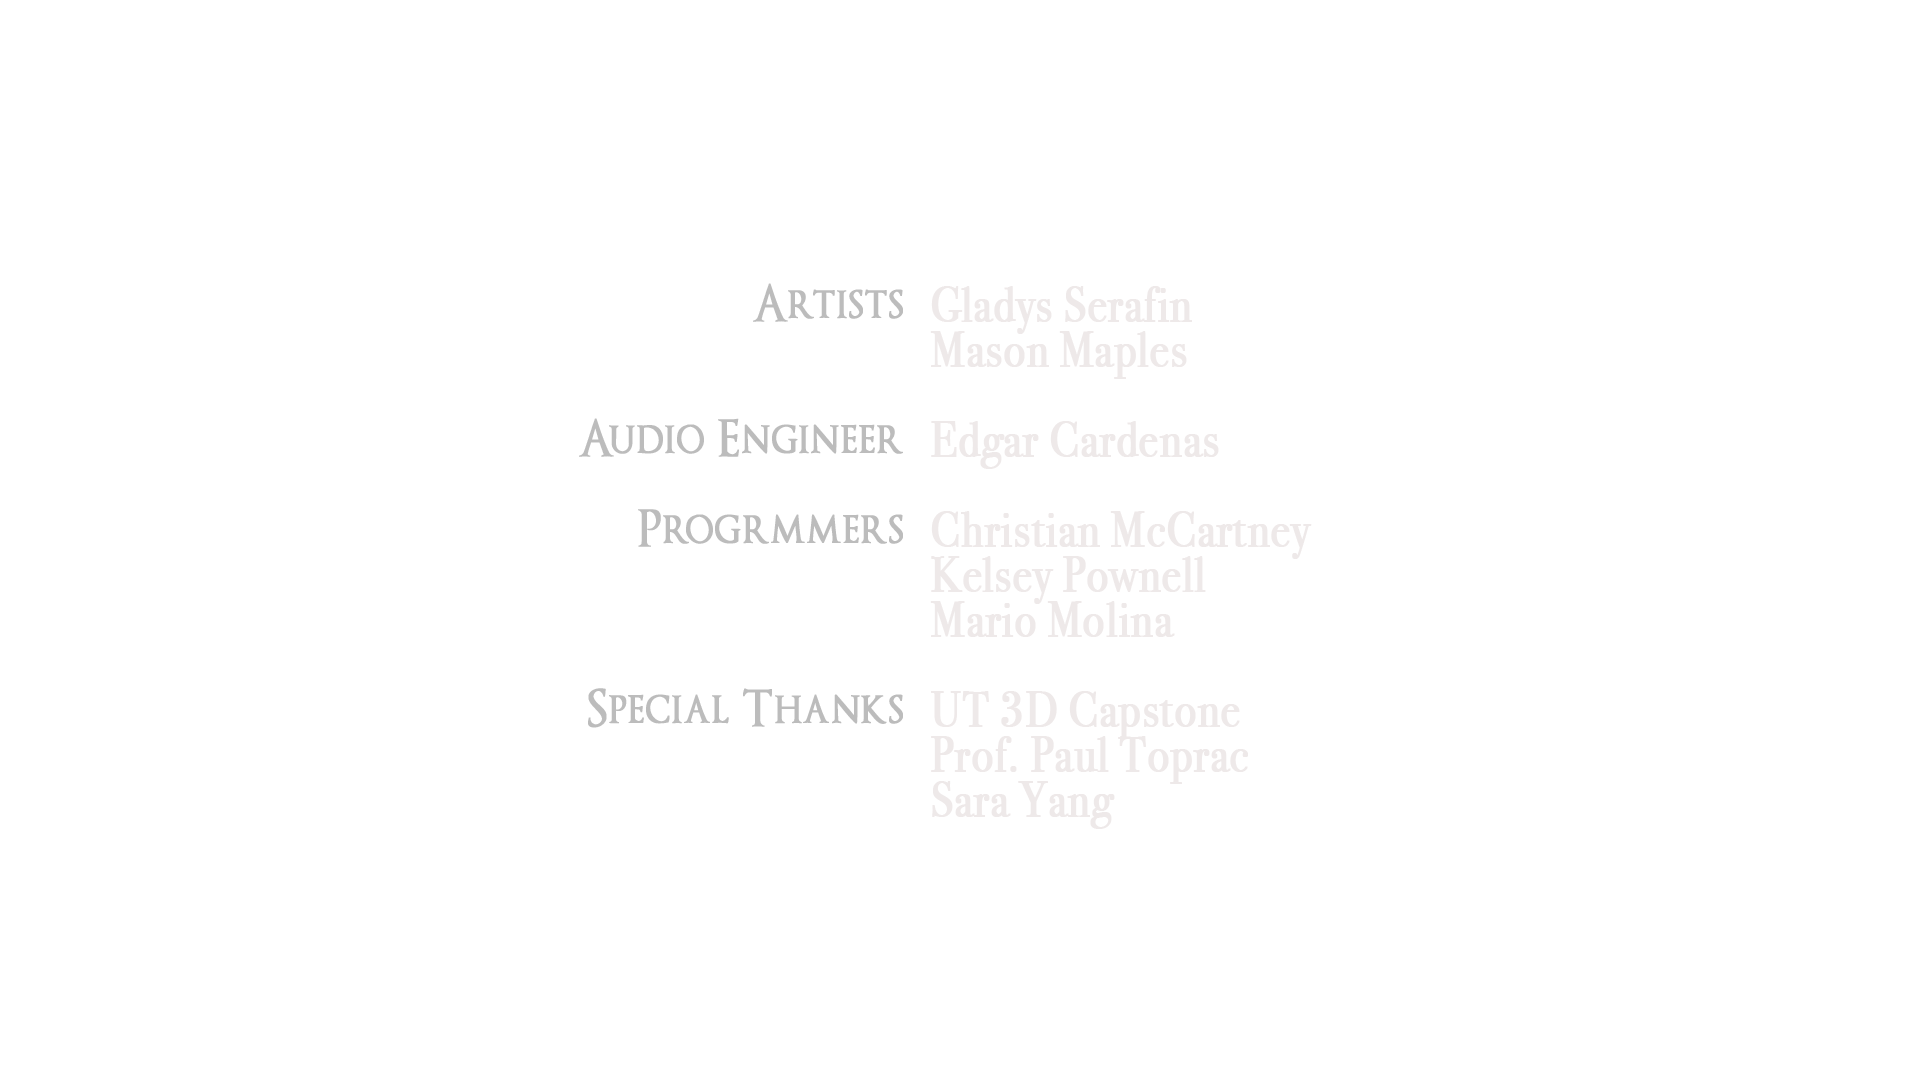 Artists Gladys Serafin
Mason Maples
Audio Engineer Edgar Cardenas
Progrmmers Christian McCartney
Kelsey Pownell
Mario Molina
Special Thanks UT 3D Capstone
Prof. Paul Toprac
Sara Yang